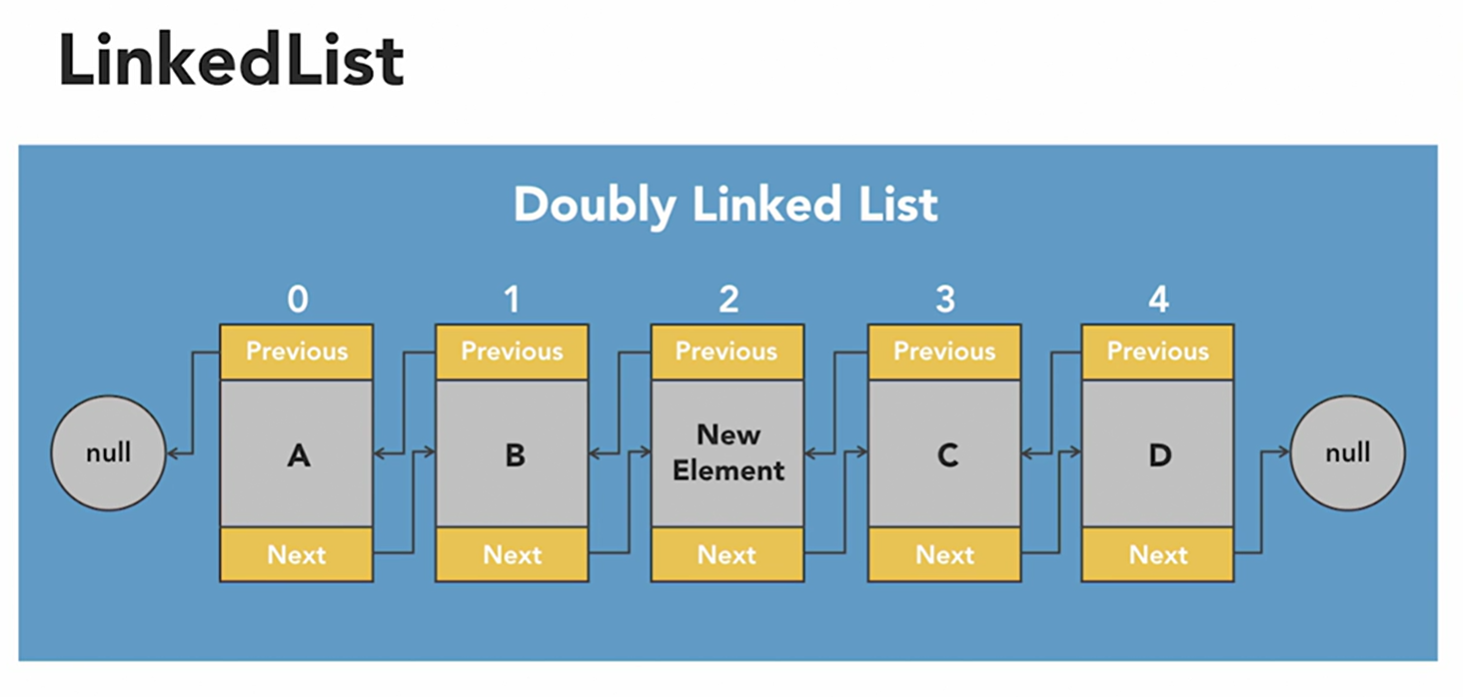 LinkedList
Doubly Linked List
0 1 2 3 4
Previous Previous Previous Previous Previous
null A B New Element C D null
Next Next Next Next Next